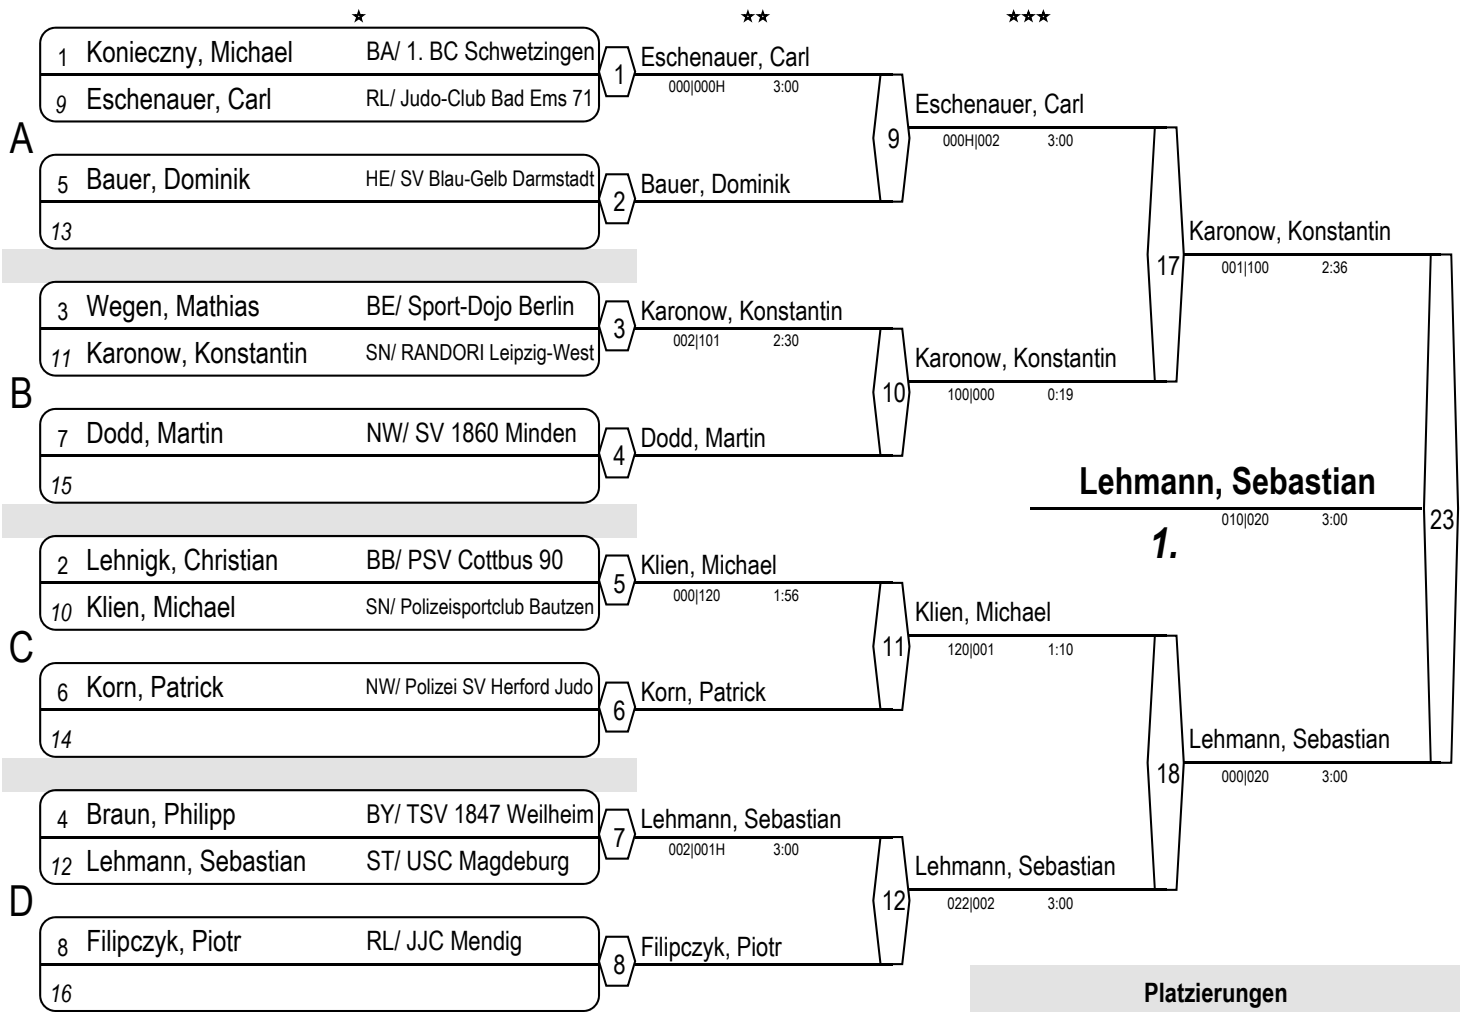 1 Konieczny, Michael BA/ 1. BC Schwetzingen
9 Eschenauer, Carl RL/ Judo-Club Bad Ems 71
A
5 Bauer, Dominik HE/ SV Blau-Gelb Darmstadt
13
3 Wegen, Mathias BE/ Sport-Dojo Berlin
11 Karonow, Konstantin SN/ RANDORI Leipzig-West
B
7 Dodd, Martin NW/ SV 1860 Minden
15
2 Lehnigk, Christian BB/ PSV Cottbus 90
10 Klien, Michael SN/ Polizeisportclub Bautzen
C
6 Korn, Patrick NW/ Polizei SV Herford Judo
14
4 Braun, Philipp BY/ TSV 1847 Weilheim
12 Lehmann, Sebastian ST/ USC Magdeburg
D
8 Filipczyk, Piotr RL/ JJC Mendig
16
1 Eschenauer, Carl
000|000H 3:00
2 Bauer, Dominik
3 Karonow, Konstantin
002|101 2:30
4 Dodd, Martin
5 Klien, Michael
000|120 1:56
6 Korn, Patrick
7 Lehmann, Sebastian
002|001H 3:00
8 Filipczyk, Piotr
9 Eschenauer, Carl
000H|002 3:00
10 Karonow, Konstantin
100|000 0:19
11 Klien, Michael
120|001 1:10
12 Lehmann, Sebastian
022|002 3:00
17 Karonow, Konstantin
001|100 2:36
18 Lehmann, Sebastian
000|020 3:00
Lehmann, Sebastian
010|020 3:00 23
1.
Platzierungen